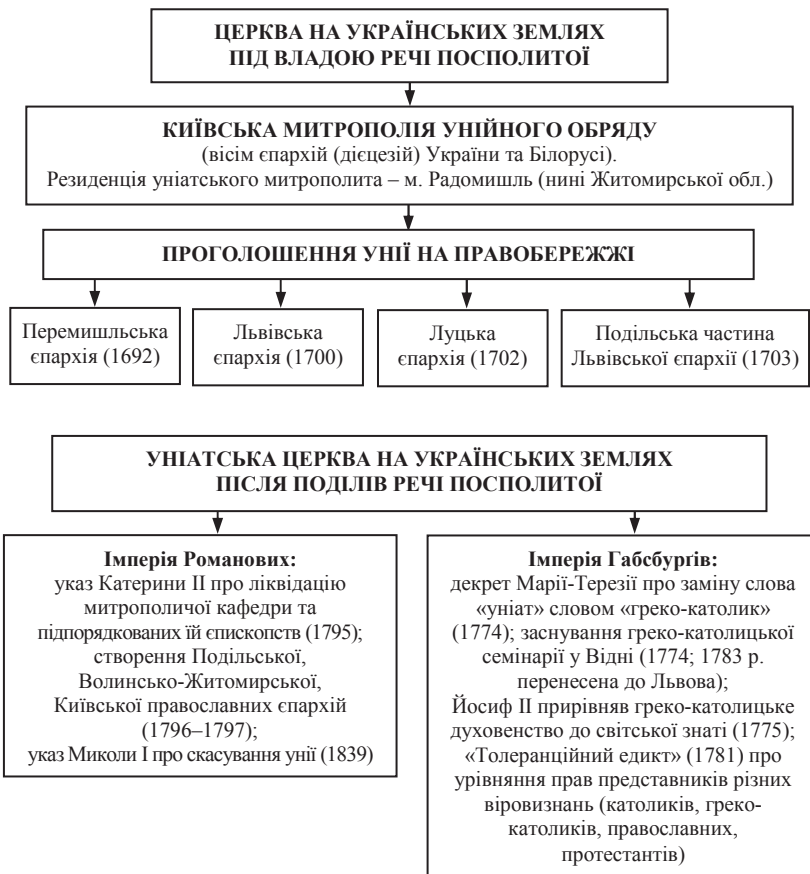 ЦЕРКВА НА УКРАЇНСЬКИХ ЗЕМЛЯХ
ПІД ВЛАДОЮ РЕЧІ ПОСПОЛИТОЇ
КИЇВСЬКА МИТРОПОЛІЯ УНІЙНОГО ОБРЯДУ
(вісім єпархій (дієцезій) України та Білорусі).
Резиденція уніатського митрополита – м. Радомишль (нині Житомирської обл.)
ПРОГОЛОШЕННЯ УНІЇ НА ПРАВОБЕРЕЖЖІ
Перемишльська
єпархія (1692)
Львівська
єпархія (1700)
Луцька
єпархія (1702)
Подільська частина
Львівської єпархії (1703)
УНІАТСЬКА ЦЕРКВА НА УКРАЇНСЬКИХ ЗЕМЛЯХ
ПІСЛЯ ПОДІЛІВ РЕЧІ ПОСПОЛИТОЇ
Імперія Романових:
указ Катерини ІІ про ліквідацію
митрополичої кафедри та
підпорядкованих їй єпископств (1795);
створення Подільської,
Волинсько-Житомирської,
Київської православних єпархій
(1796–1797);
указ Миколи І про скасування унії (1839)
Імперія Габсбургів:
декрет Марії-Терезії про заміну слова
«уніат» словом «греко-католик»
(1774); заснування греко-католицької
семінарії у Відні (1774; 1783 р.
перенесена до Львова);
Йосиф ІІ прирівняв греко-католицьке
духовенство до світської знаті (1775);
«Толеранційний едикт» (1781) про
урівняння прав представників різних
віровизнань (католиків, греко-
католиків, православних,
протестантів)